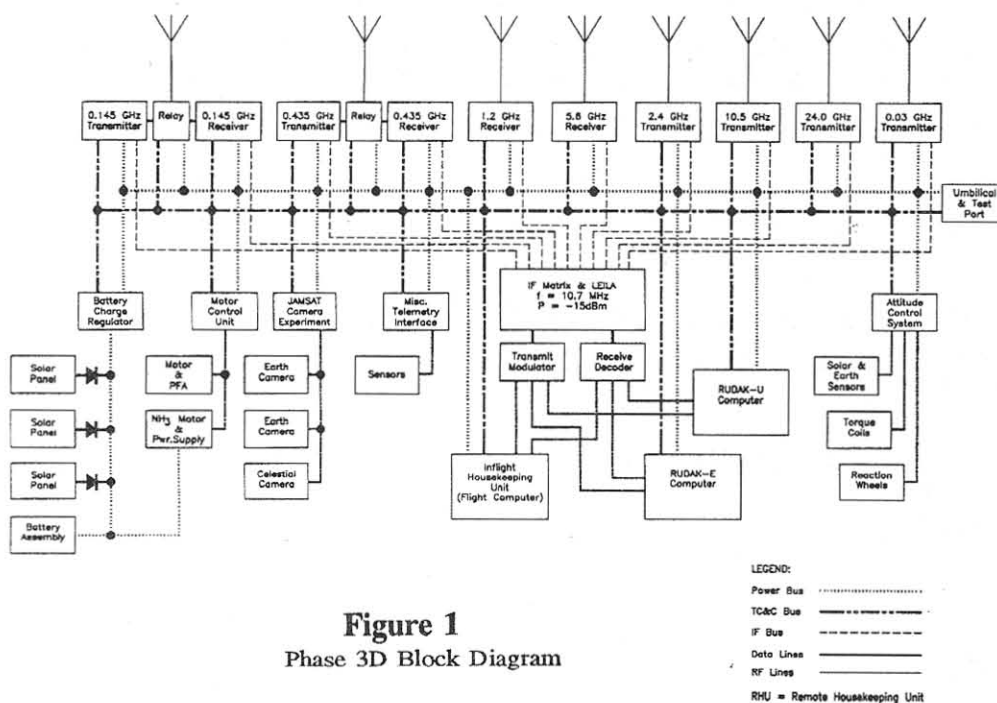 0.145 GHz
Transmitter
Relay
0.145 GHz
Receiver
0.435 GHz
Transmitter
Relay
0.435 GHz
Receiver
1.2 GHz
Receiver
5.6 GHz
Receiver
2.4 GHz
Transmitter
10.5 GHz
Transmitter
24.0 GHz
Transmitter
0.03 GHz
Transmitter
Umbilical
& Test
Port
Battery
Charge
Regulator
Motor
Control
Unit
JAMSAT
Camera
Experiment
Misc.
Telemetry
Interface
IF Matrix & LEILA
f = 10.7 MHz
P = -15dBm
Attitude
Control
System
Solar
Panel
Motor
&
PFA
Earth
Camera
Sensors
Transmit
Modulator
Receive
Decoder
RUDAK-U
Computer
Solar &
Earth
Sensors
Solar
Panel
NH3 Motor
&
Pwr.Supply
Earth
Camera
Torque
Coils
Solar
Panel
Celestial
Camera
Inflight
Housekeeping
Unit
(Flight Computer)
RUDAK-E
Computer
Reaction
Wheels
Battery
Assembly
LEGEND:
Power Bus
TC&C Bus
IF Bus
Data Lines
RF Lines
RHU = Remote Housekeeping Unit
Figure 1
Phase 3D Block Diagram